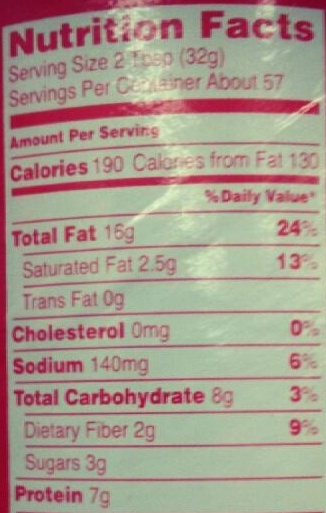 Nutrition Facts
Serving Size 2 Tbsp (32g)
Servings Per Container About 57
Amount Per Serving
Calories 190 Calories from Fat 130
% Daily Value*
Total Fat 16g 24%
Saturated Fat 2.5g 13%
Trans Fat 0g
Cholesterol 0mg 0%
Sodium 140mg 6%
Total Carbohydrate 8g 3%
Dietary Fiber 2g 9%
Sugars 3g
Protein 7g